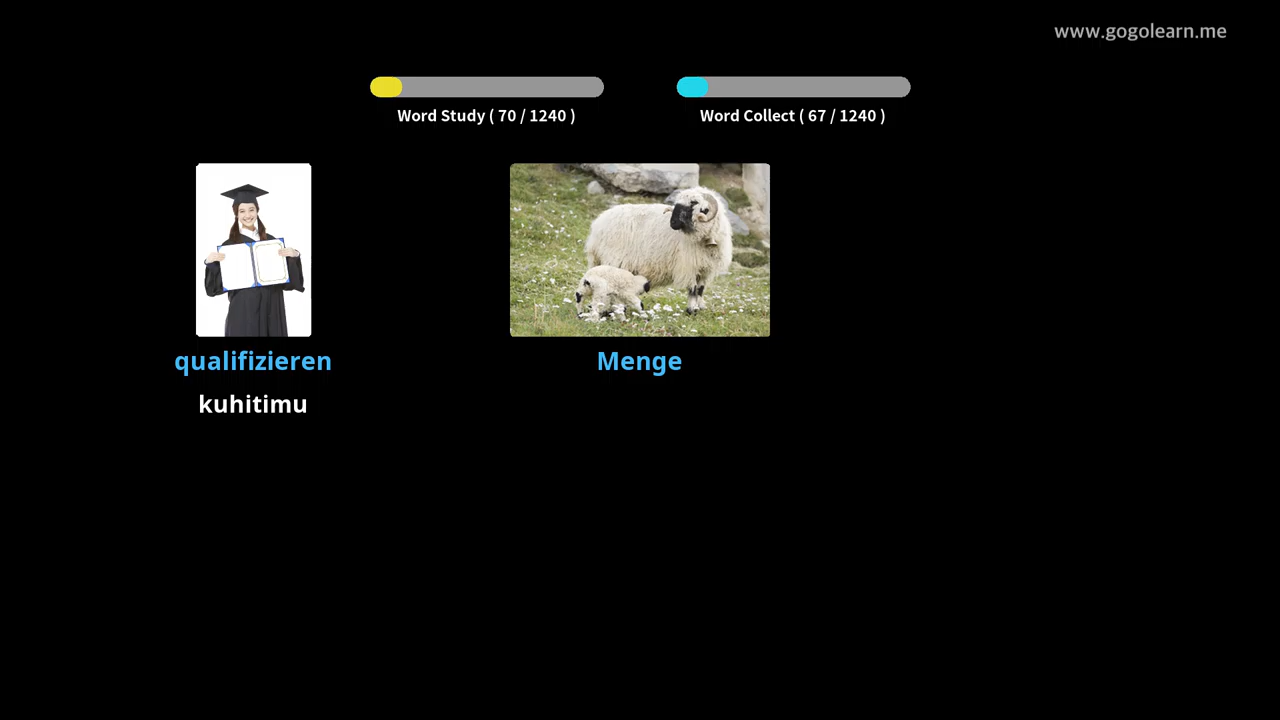 www.gogolearn.me
Word Study ( 70 / 1240 )
Word Collect ( 67 / 1240 )
qualifizieren
Menge
kuhitimu